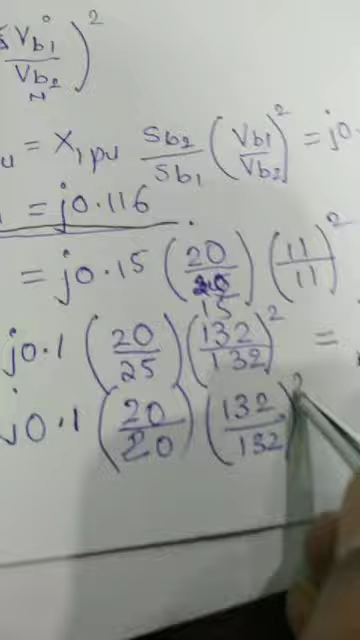 (Vb1/Vb2)^2
pu = X1pu Sb2/Sb1 (Vb1/Vb2)^2 = j0.
= j0.116
= j0.15 (20/15) (11/11)^2
j0.1 (20/25) (132/132)^2 =
j0.1 (20/20) (132/132)^2